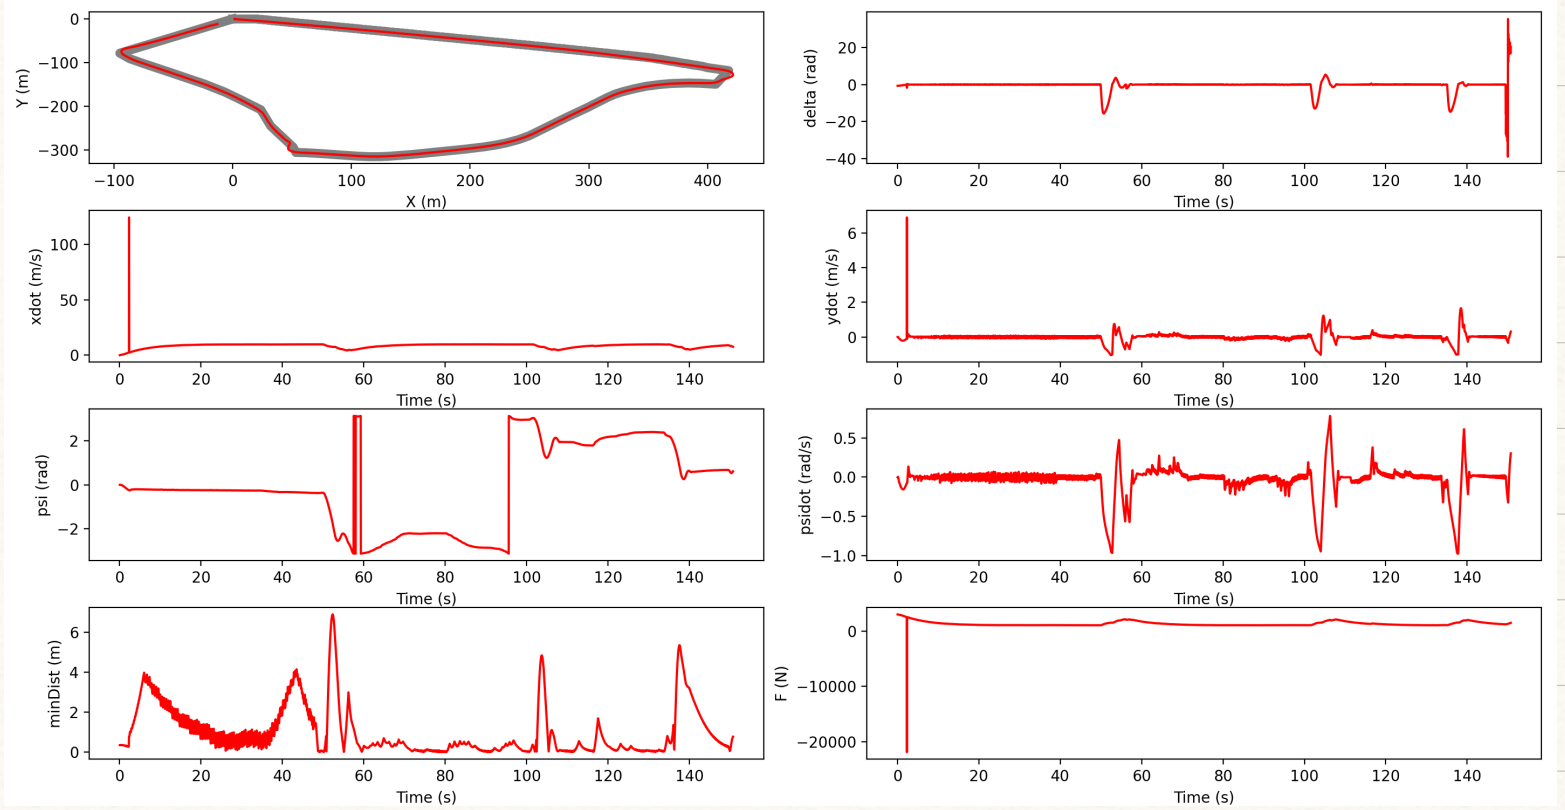 Y (m)
0
−100
−200
−300
−100 0 100 200 300 400
X (m)
delta (rad)
20
0
−20
−40
0 20 40 60 80 100 120 140
Time (s)
xdot (m/s)
100
50
0
0 20 40 60 80 100 120 140
Time (s)
ydot (m/s)
6
4
2
0
0 20 40 60 80 100 120 140
Time (s)
psi (rad)
2
0
−2
0 20 40 60 80 100 120 140
Time (s)
psidot (rad/s)
0.5
0.0
−0.5
−1.0
0 20 40 60 80 100 120 140
Time (s)
minDist (m)
6
4
2
0
0 20 40 60 80 100 120 140
Time (s)
F (N)
0
−10000
−20000
0 20 40 60 80 100 120 140
Time (s)